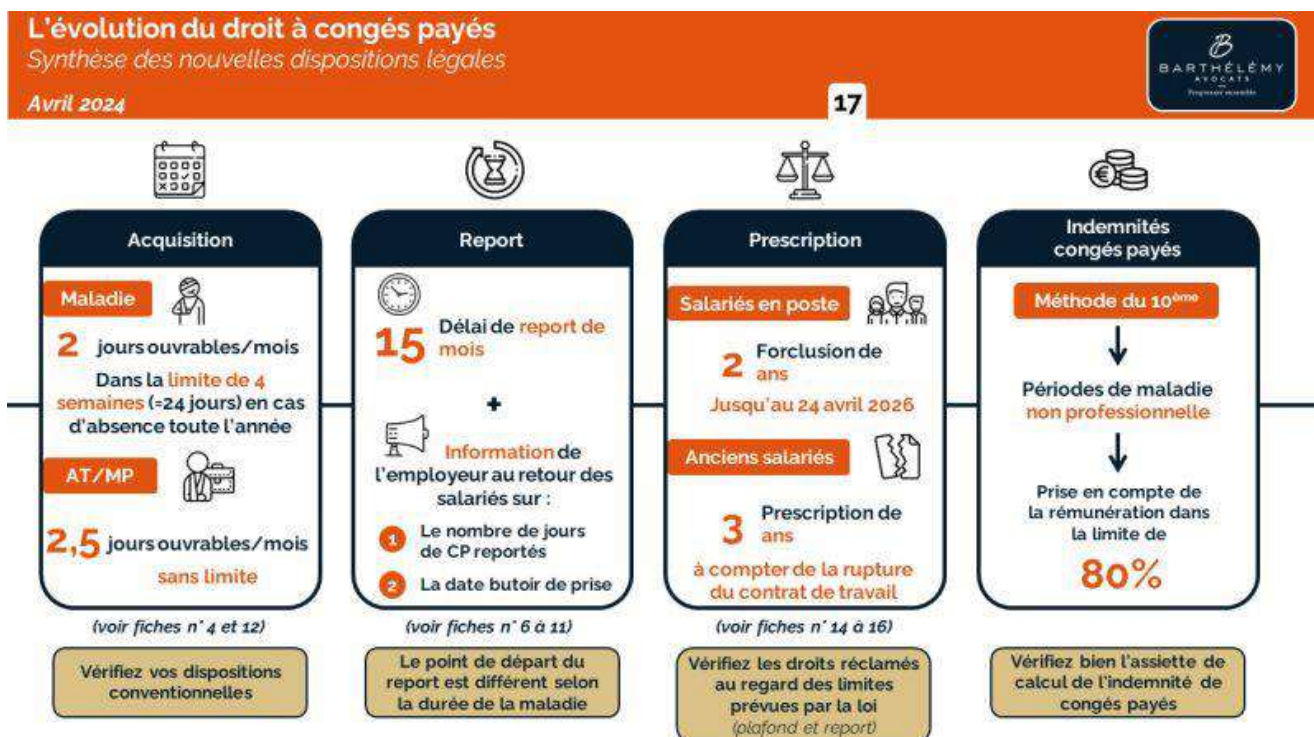 L'évolution du droit à congés payés
Synthèse des nouvelles dispositions légales
Avril 2024
17
B
BARTHÉLÉMY
AVOCATS
Progresser ensemble
Acquisition
Maladie
2 jours ouvrables/mois
Dans la limite de 4
semaines (=24 jours) en cas
d'absence toute l'année
AT/MP
2,5 jours ouvrables/mois
sans limite
(voir fiches n° 4 et 12)
Vérifiez vos dispositions
conventionnelles
Report
15 Délai de report de
mois
+
Information de
l'employeur au retour des
salariés sur :
1 Le nombre de jours
de CP reportés
2 La date butoir de prise
(voir fiches n° 6 à 11)
Le point de départ du
report est différent selon
la durée de la maladie
Prescription
Salariés en poste
2 Forclusion de
ans
Jusqu'au 24 avril 2026
Anciens salariés
3 Prescription de
ans
à compter de la rupture
du contrat de travail
(voir fiches n° 14 à 16)
Vérifiez les droits réclamés
au regard des limites
prévues par la loi
(plafond et report)
Indemnités
congés payés
Méthode du 10ème
Périodes de maladie
non professionnelle
Prise en compte de
la rémunération dans
la limite de
80%
Vérifiez bien l'assiette de
calcul de l'indemnité de
congés payés